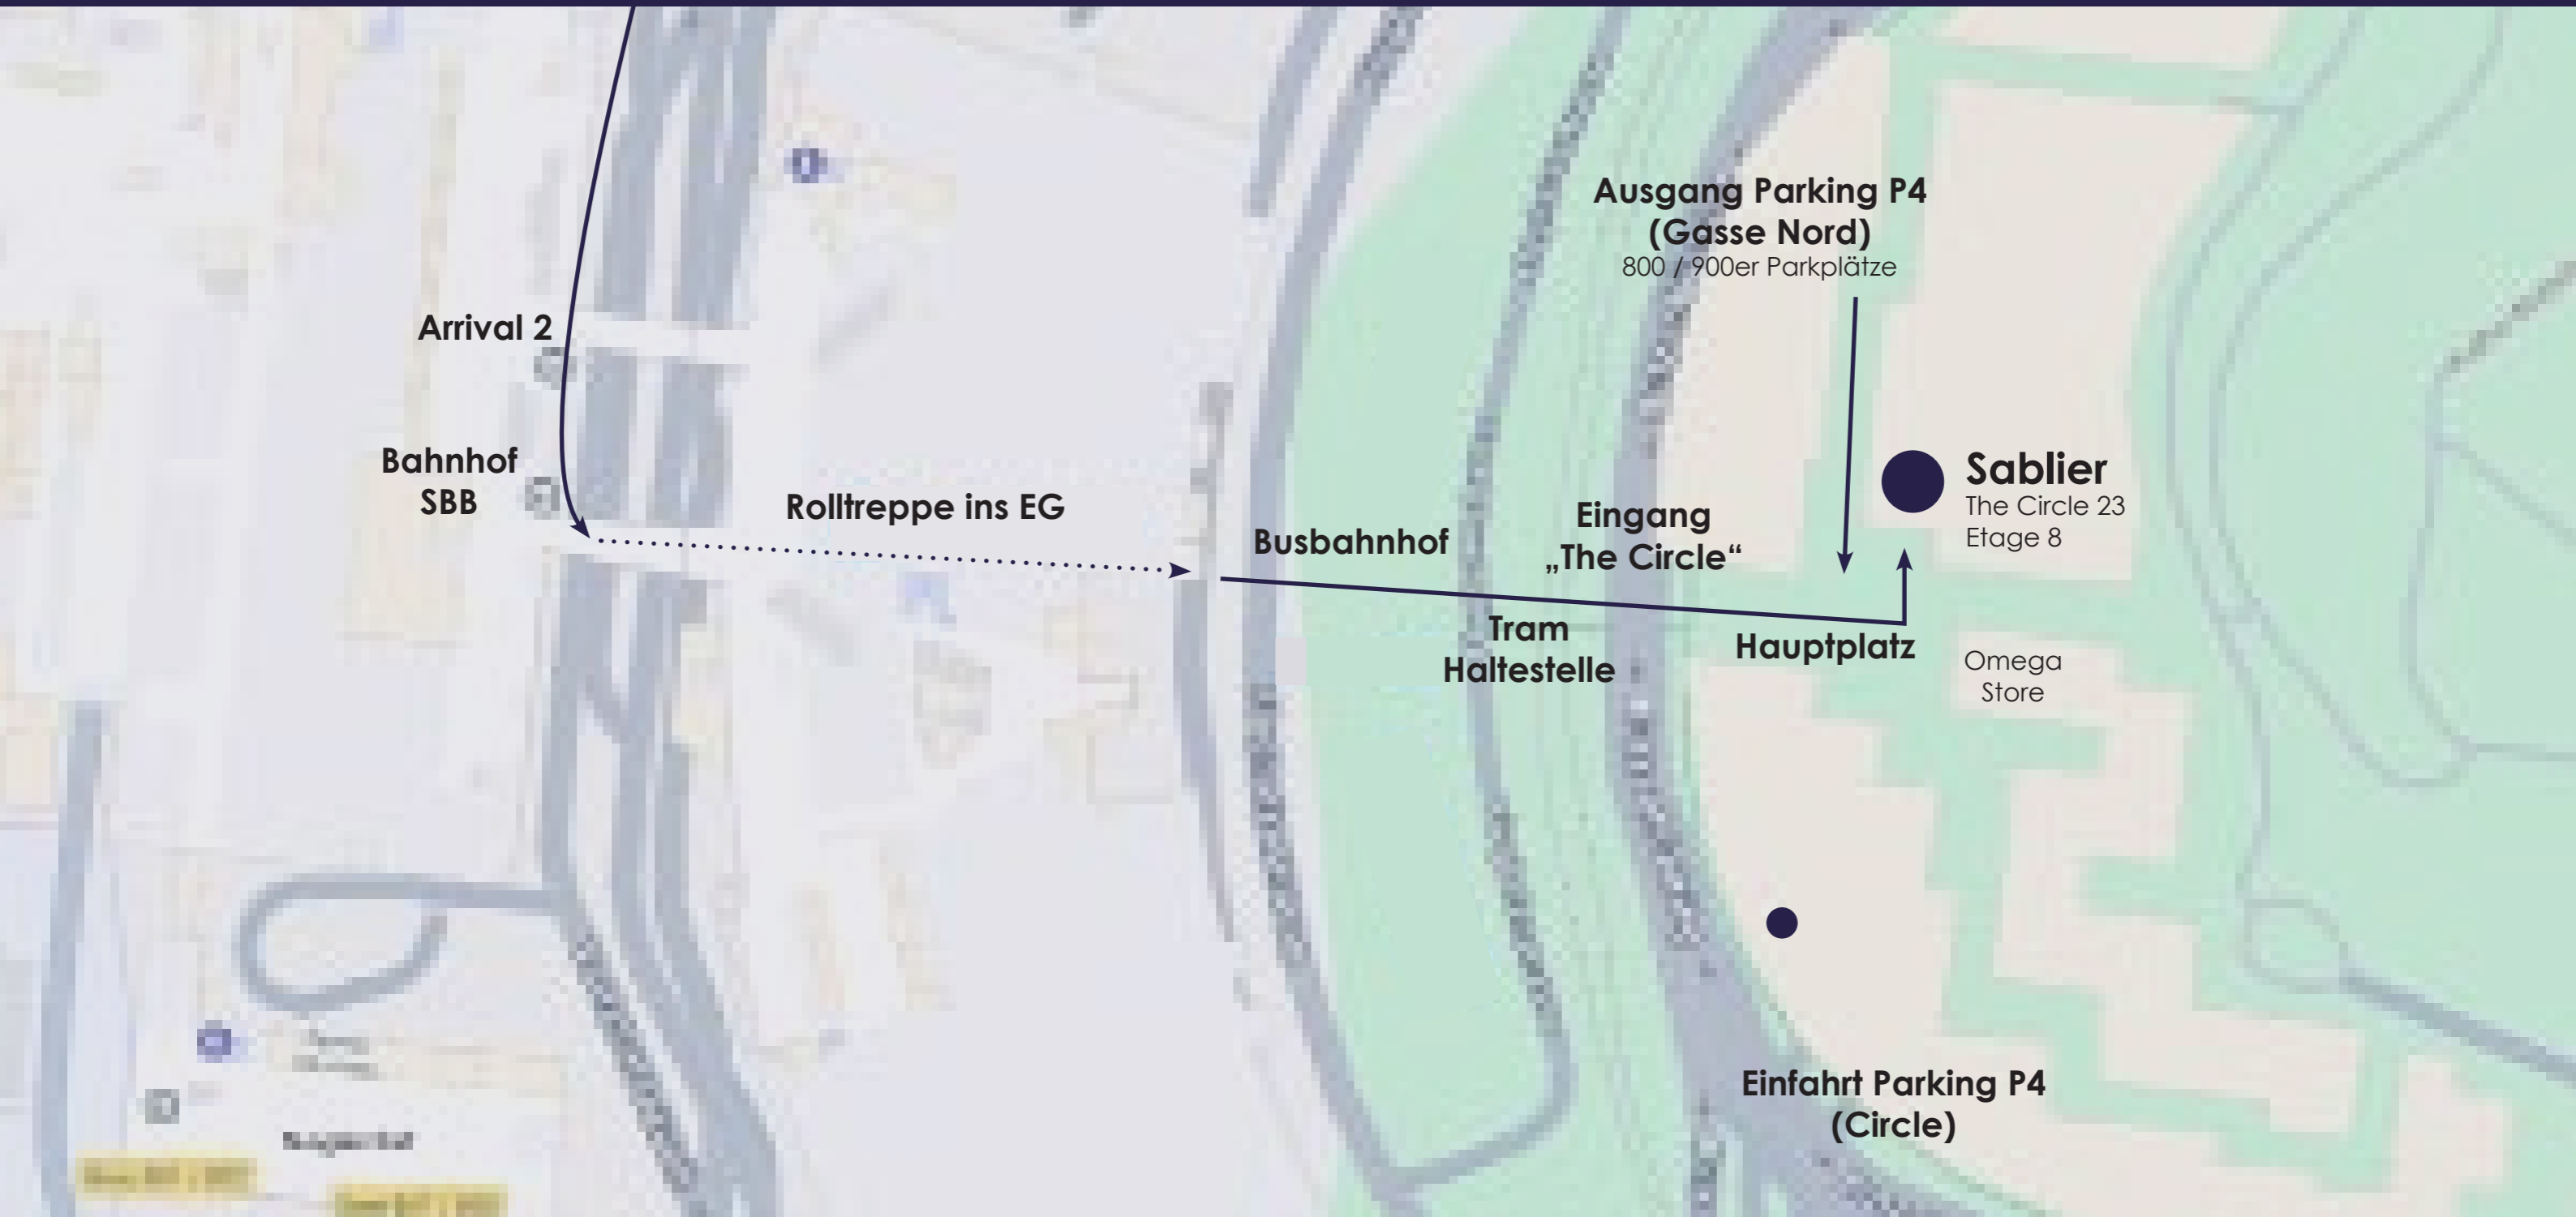 Ausgang Parking P4
(Gasse Nord)
800 / 900er Parkplätze
Arrival 2
Bahnhof
SBB
Rolltreppe ins EG
Busbahnhof
Eingang
„The Circle“
Sablier
The Circle 23
Etage 8
Tram
Haltestelle
Hauptplatz
Omega
Store
Einfahrt Parking P4
(Circle)